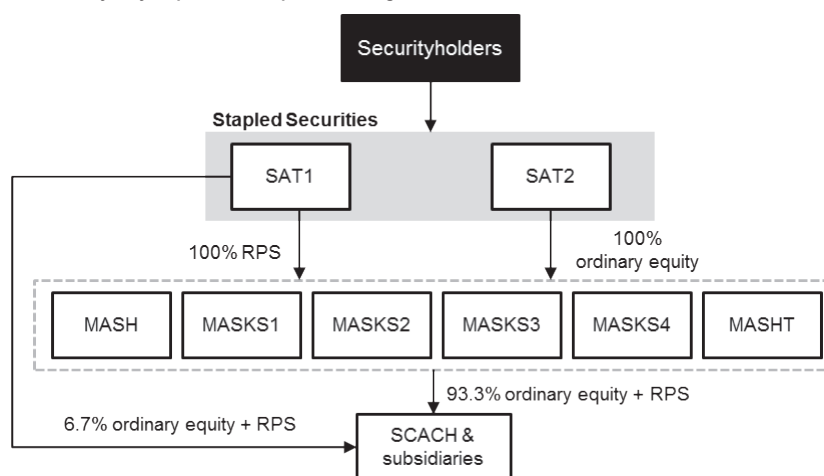 Securityholders
Stapled Securities
SAT1
SAT2
100% RPS
100%
ordinary equity
MASH
MASKS1
MASKS2
MASKS3
MASKS4
MASHT
93.3% ordinary equity + RPS
6.7% ordinary equity + RPS
SCACH &
subsidiaries